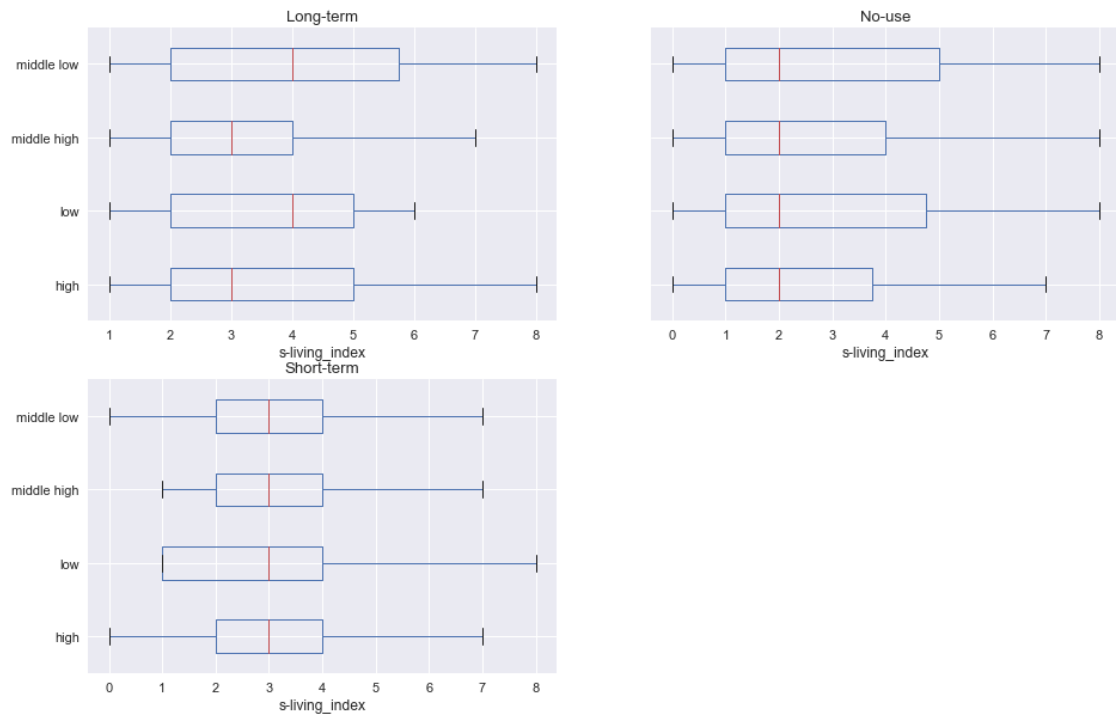 Long-term
middle low
middle high
low
high
1 2 3 4 5 6 7 8
s-living_index
No-use
0 1 2 3 4 5 6 7 8
s-living_index
Short-term
middle low
middle high
low
high
0 1 2 3 4 5 6 7 8
s-living_index